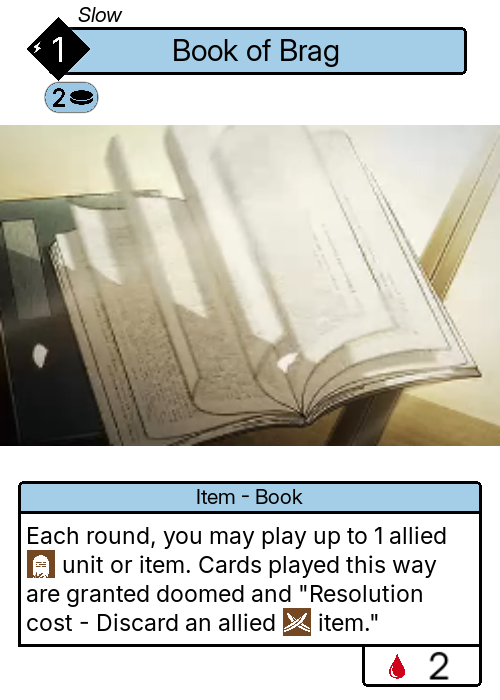 Slow
1
Book of Brag
2
Item - Book
Each round, you may play up to 1 allied
unit or item. Cards played this way
are granted doomed and "Resolution
cost - Discard an allied item."
2